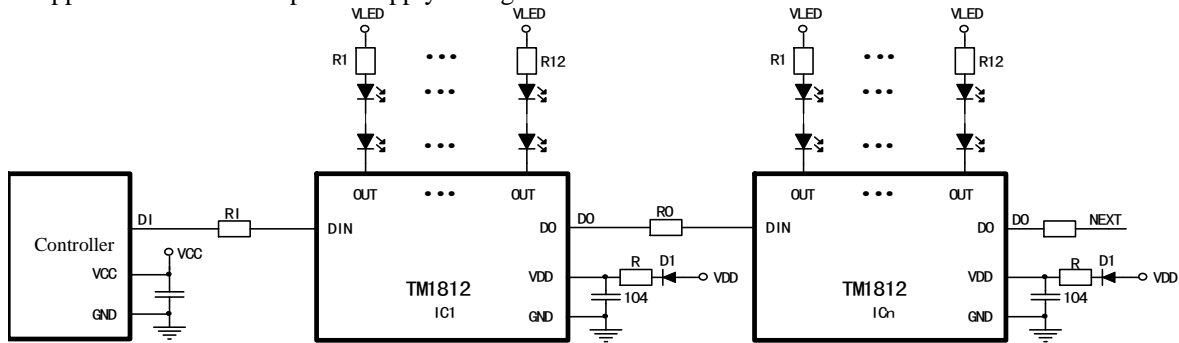 VLED VLED VLED VLED
R1 ••• R12 R1 ••• R12
••• •••
••• •••
OUT ••• OUT OUT ••• OUT
DI RI DIN DO DO RO DIN DO DO NEXT
Controller VCC
VCC VDD R D1 VDD VDD R D1 VDD
TM1812 104 TM1812 104
GND IC1 GND ICn GND